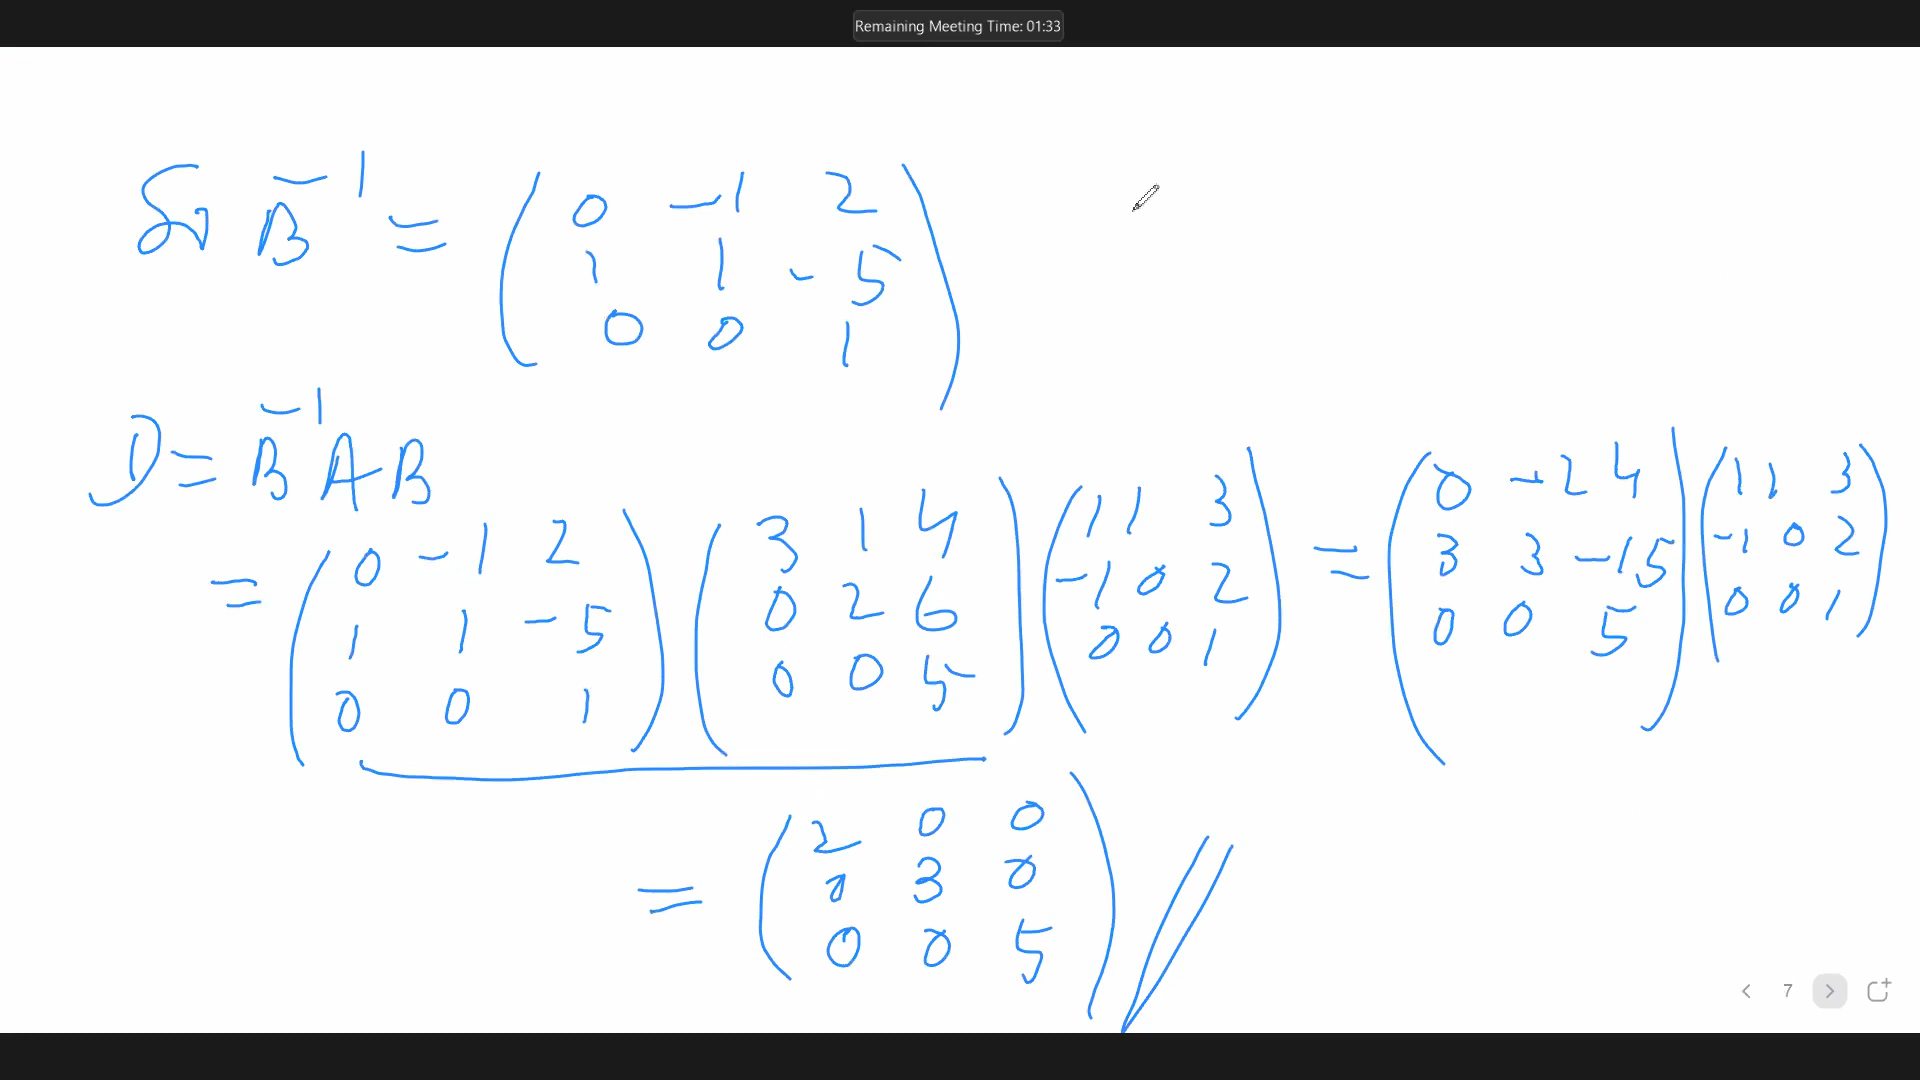 Remaining Meeting Time: 01:33
So B⁻¹ = ( 0 -1 2
1 1 -5
0 0 1 )
D = B⁻¹AB
= ( 0 -1 2 ) ( 3 1 4 ) ( 1 1 3 ) = ( 0 -2 4 ) ( 1 1 3 )
( 1 1 -5 ) ( 0 2 6 ) ( -1 0 2 ) ( 3 3 -15 ) ( -1 0 2 )
( 0 0 1 ) ( 0 0 5 ) ( 0 0 1 ) ( 0 0 5 ) ( 0 0 1 )
= ( 2 0 0
0 3 0
0 0 5 ) //
7